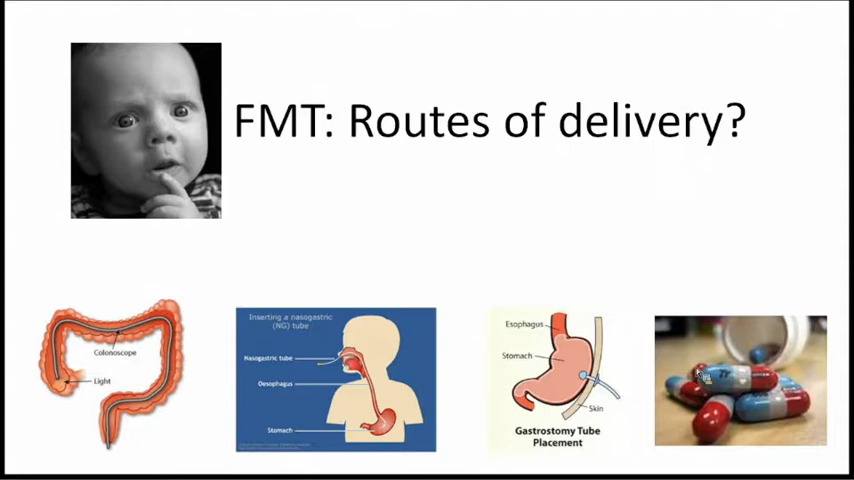 FMT: Routes of delivery?
Colonoscope
Light
Inserting a nasogastric
(NG) tube
Nasogastric tube
Oesophagus
Stomach
Esophagus
Stomach
Skin
Gastrostomy Tube
Placement